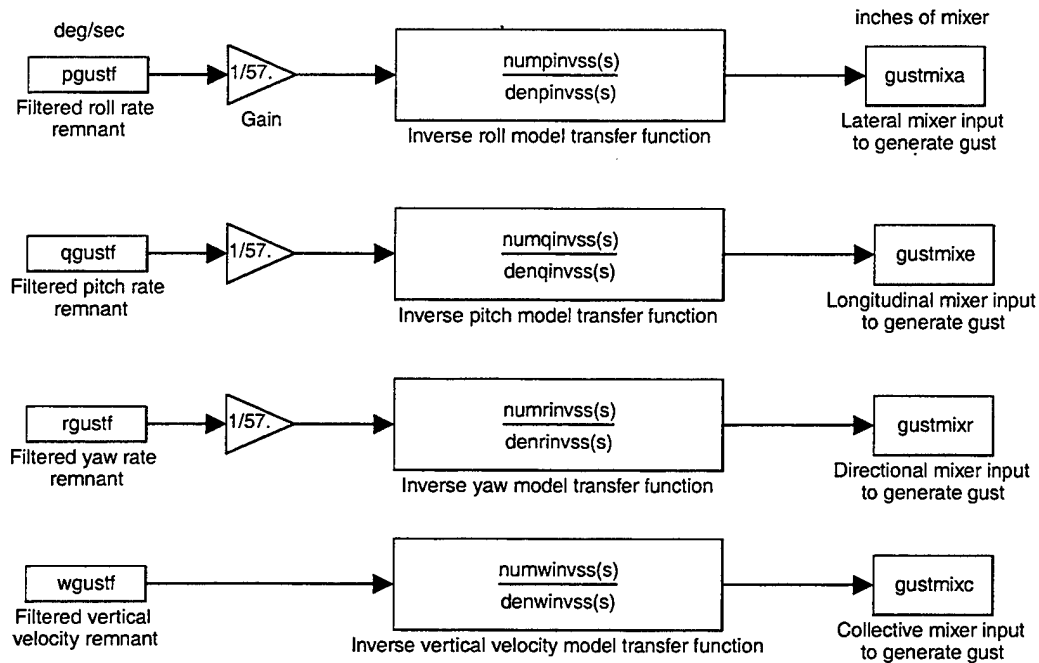 deg/sec
inches of mixer
pgustf
1/57.
numpinvss(s)
denpinvss(s)
gustmixa
Filtered roll rate
remnant
Gain
Inverse roll model transfer function
Lateral mixer input
to generate gust
qgustf
1/57.
numqinvss(s)
denqinvss(s)
gustmixe
Filtered pitch rate
remnant
Inverse pitch model transfer function
Longitudinal mixer input
to generate gust
rgustf
1/57.
numrinvss(s)
denrinvss(s)
gustmixr
Filtered yaw rate
remnant
Inverse yaw model transfer function
Directional mixer input
to generate gust
wgustf
numwinvss(s)
denwinvss(s)
gustmixc
Filtered vertical
velocity remnant
Inverse vertical velocity model transfer function
Collective mixer input
to generate gust